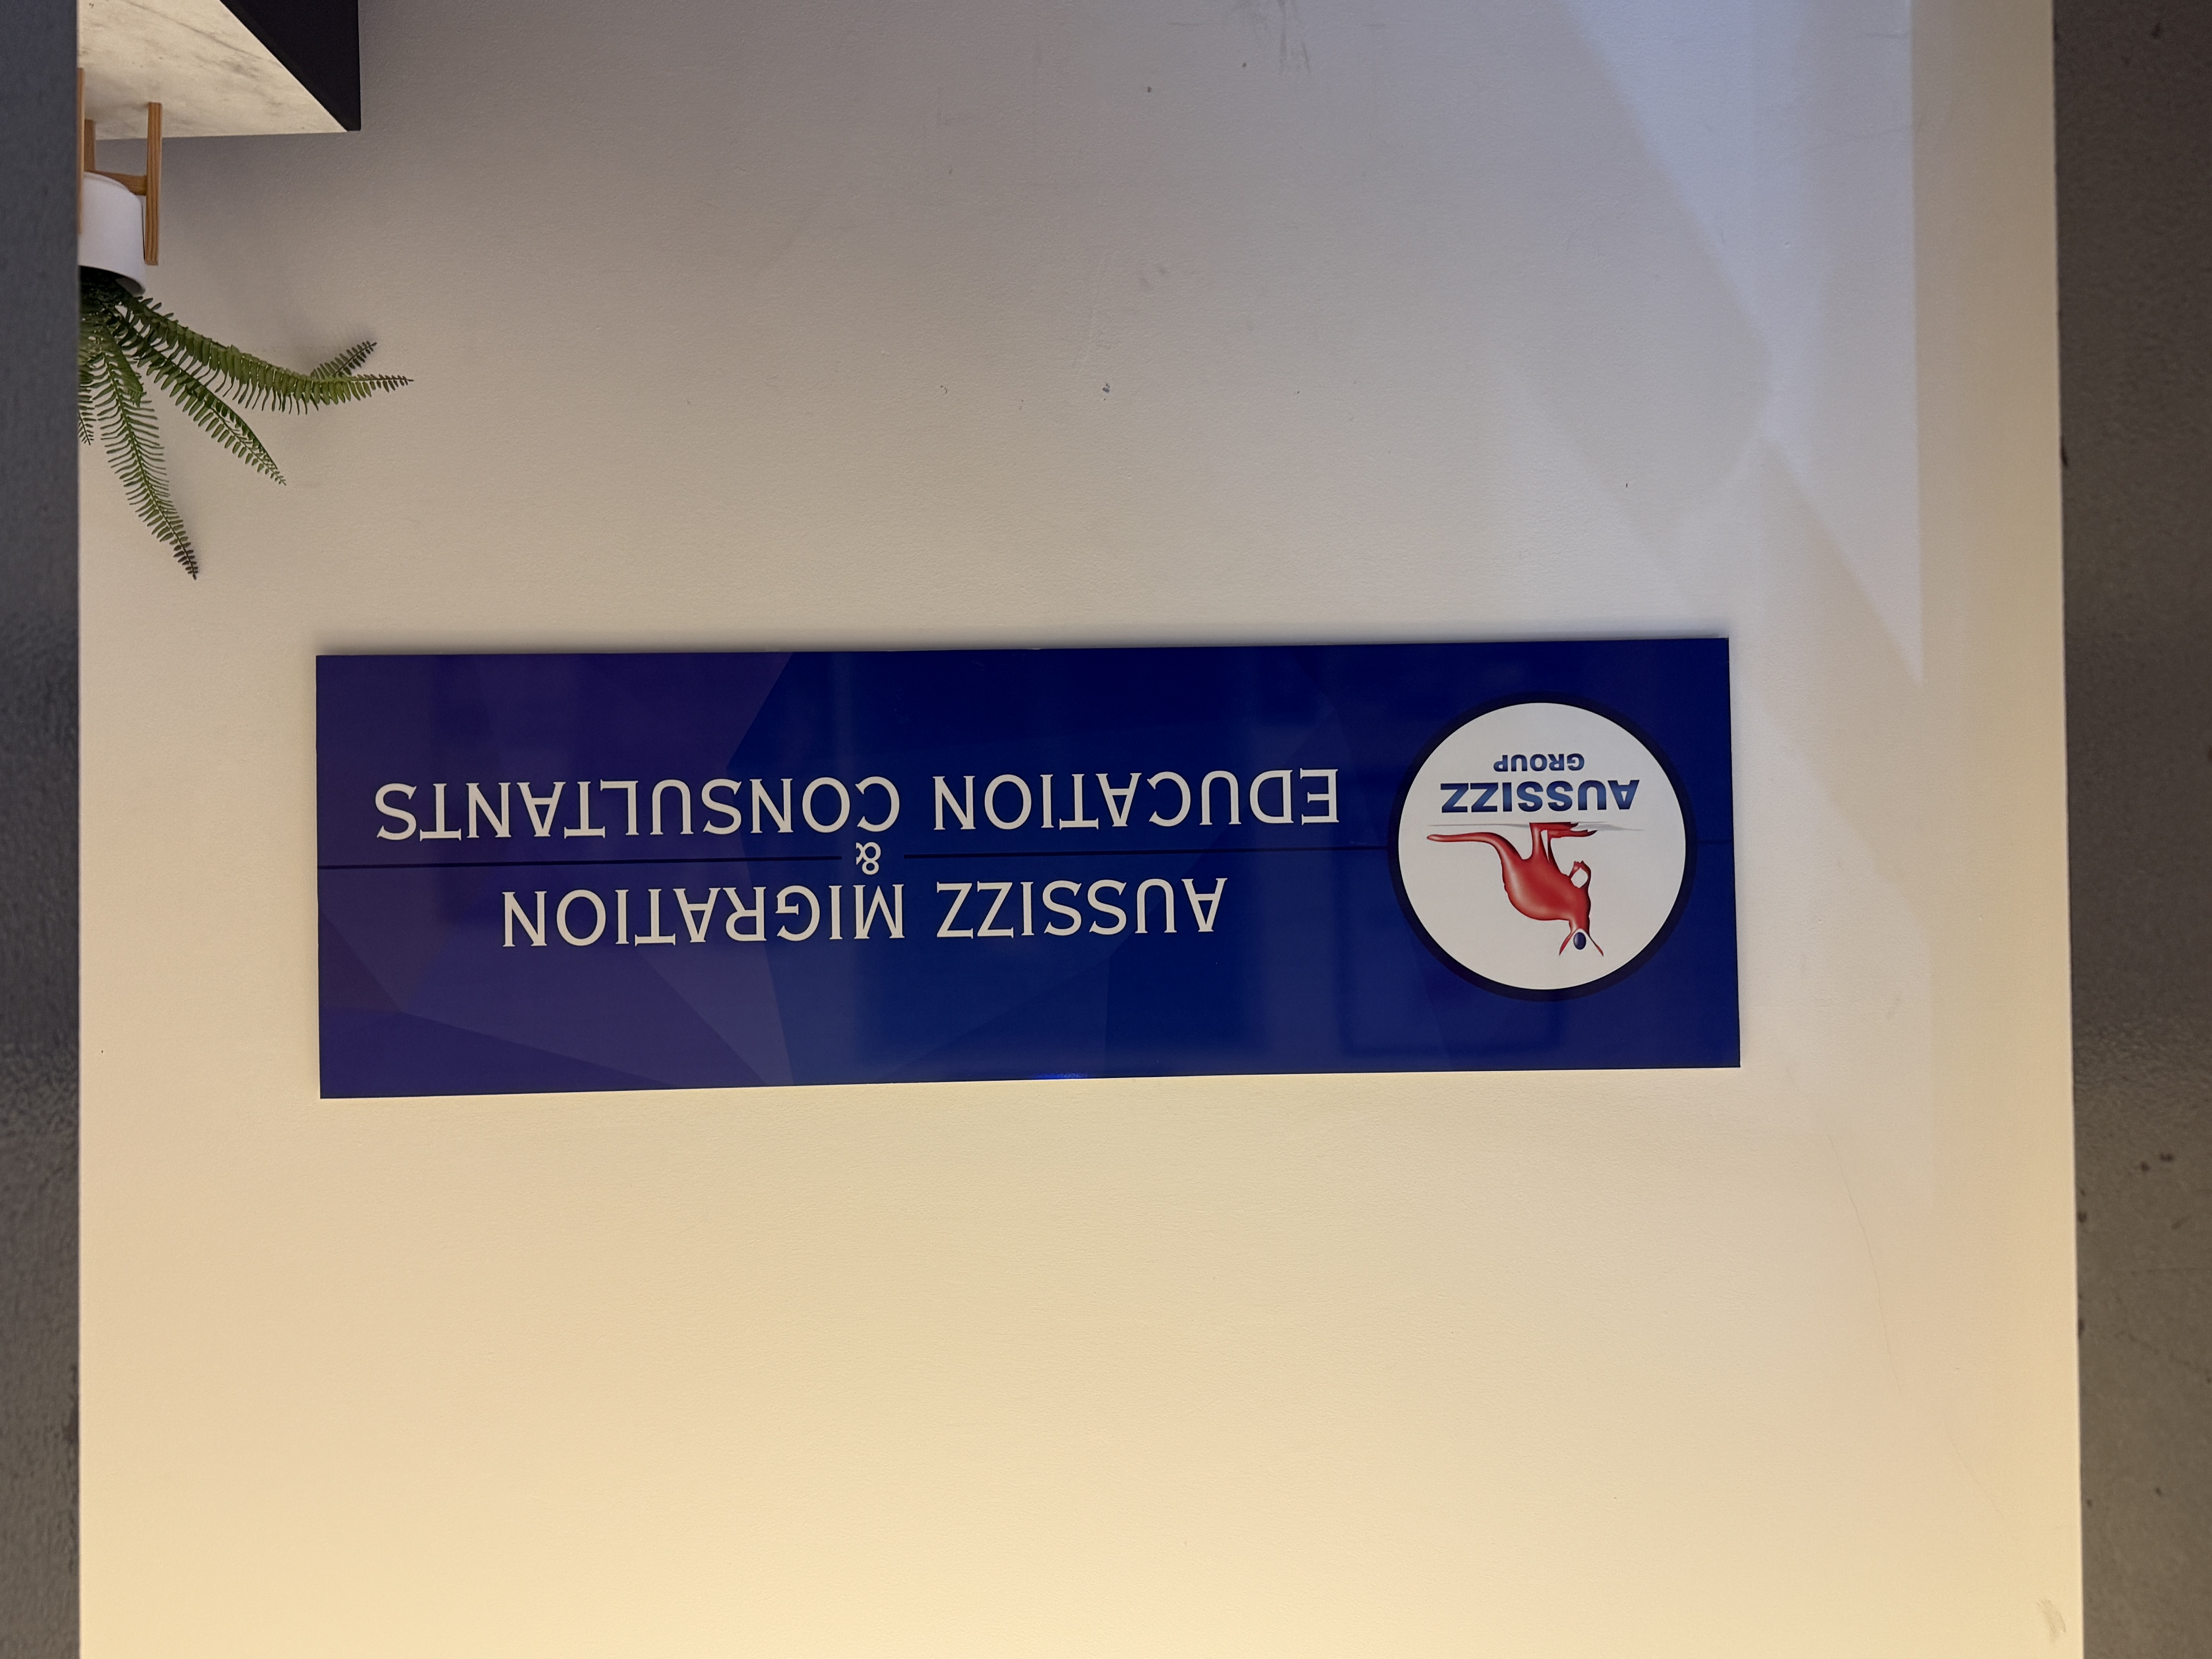 AUSSIZZ
GROUP
AUSSIZZ MIGRATION
&
EDUCATION CONSULTANTS